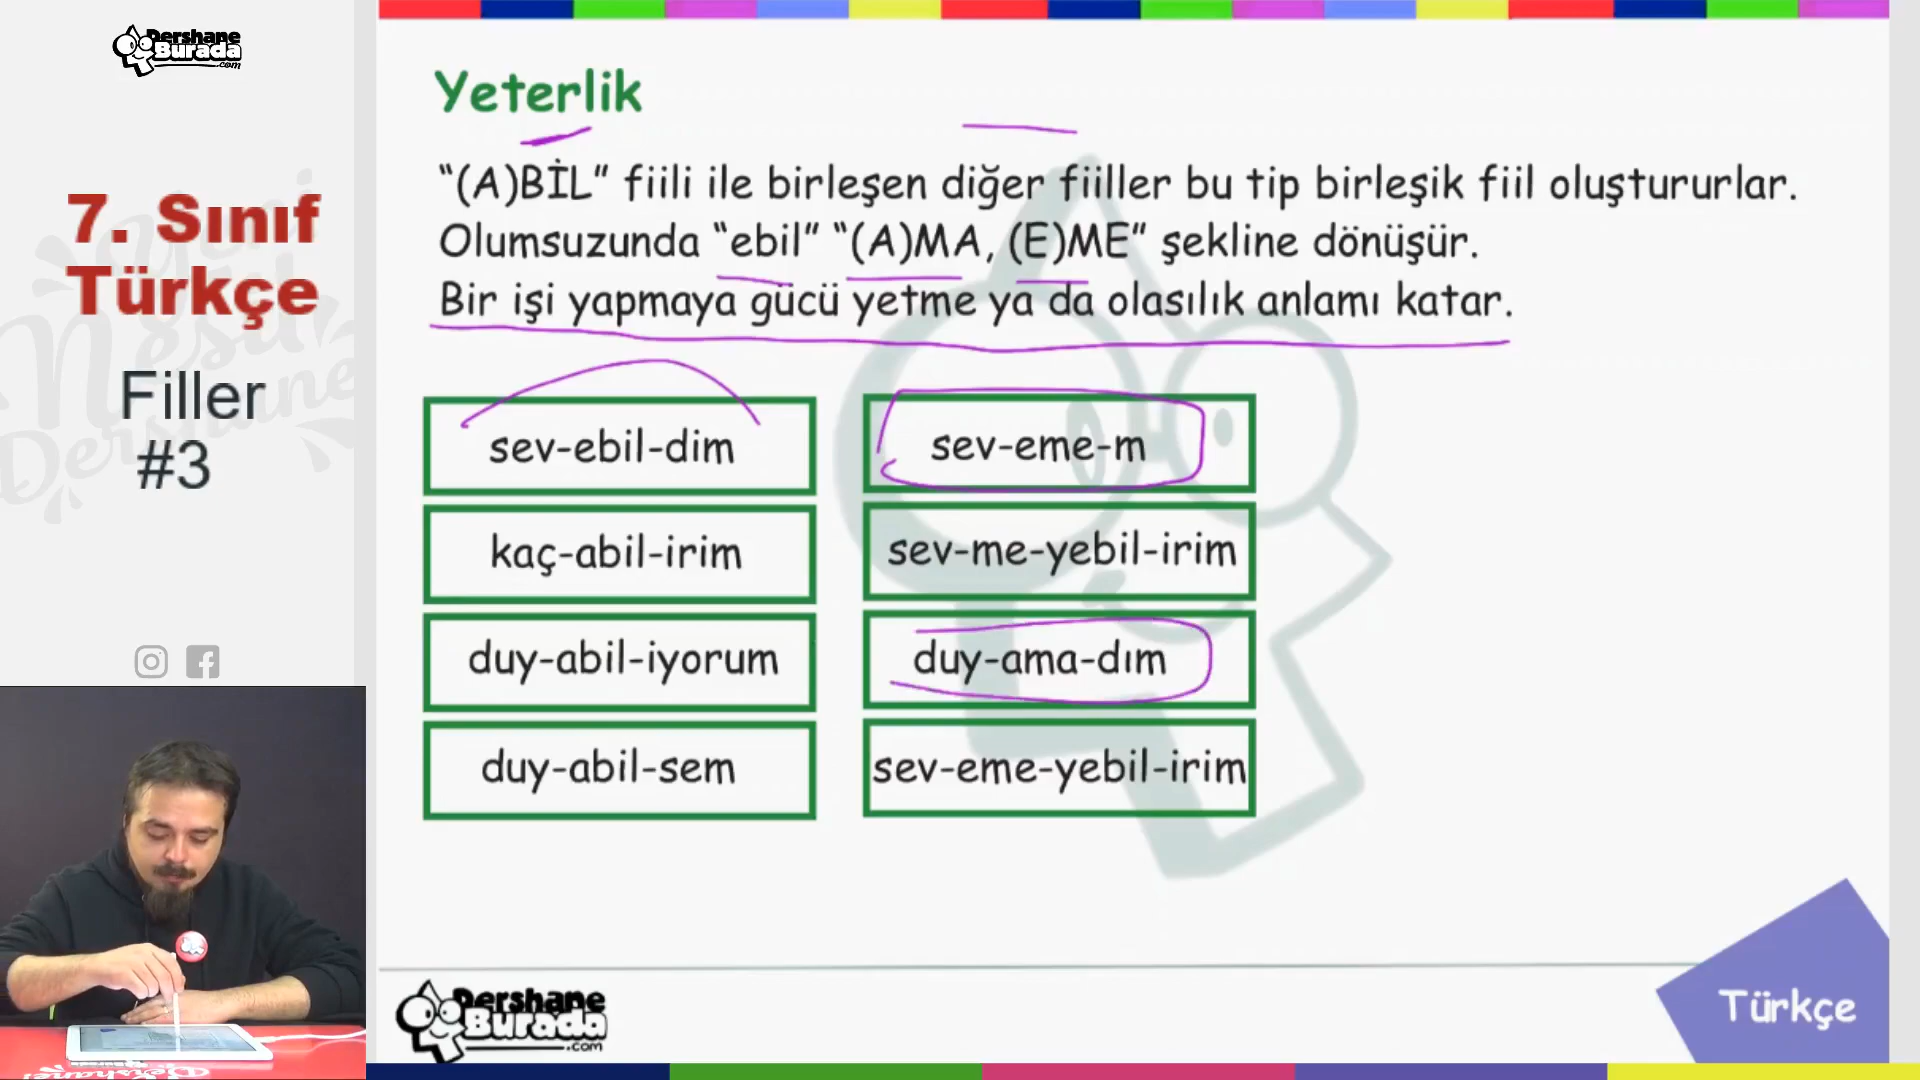 Dershane
Burada
.com
7. Sınıf
Türkçe
Filler
#3
Yeni
Nesil
Dershane
Yeterlik
“(A)BİL” fiili ile birleşen diğer fiiller bu tip birleşik fiil oluştururlar.
Olumsuzunda “ebil” “(A)MA, (E)ME” şekline dönüşür.
Bir işi yapmaya gücü yetme ya da olasılık anlamı katar.
sev-ebil-dim
sev-eme-m
kaç-abil-irim
sev-me-yebil-irim
duy-abil-iyorum
duy-ama-dım
duy-abil-sem
sev-eme-yebil-irim
Dershane
Burada
.com
Türkçe